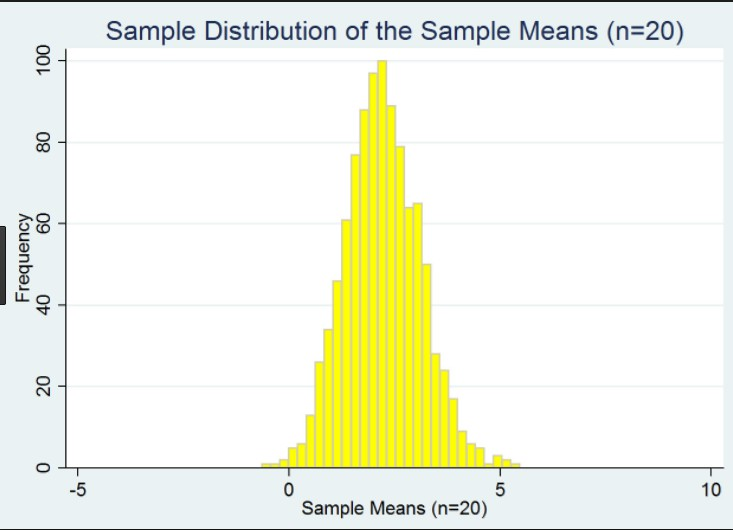 Sample Distribution of the Sample Means (n=20)
100
80
60
40
20
0
Frequency
-5 0 5 10
Sample Means (n=20)